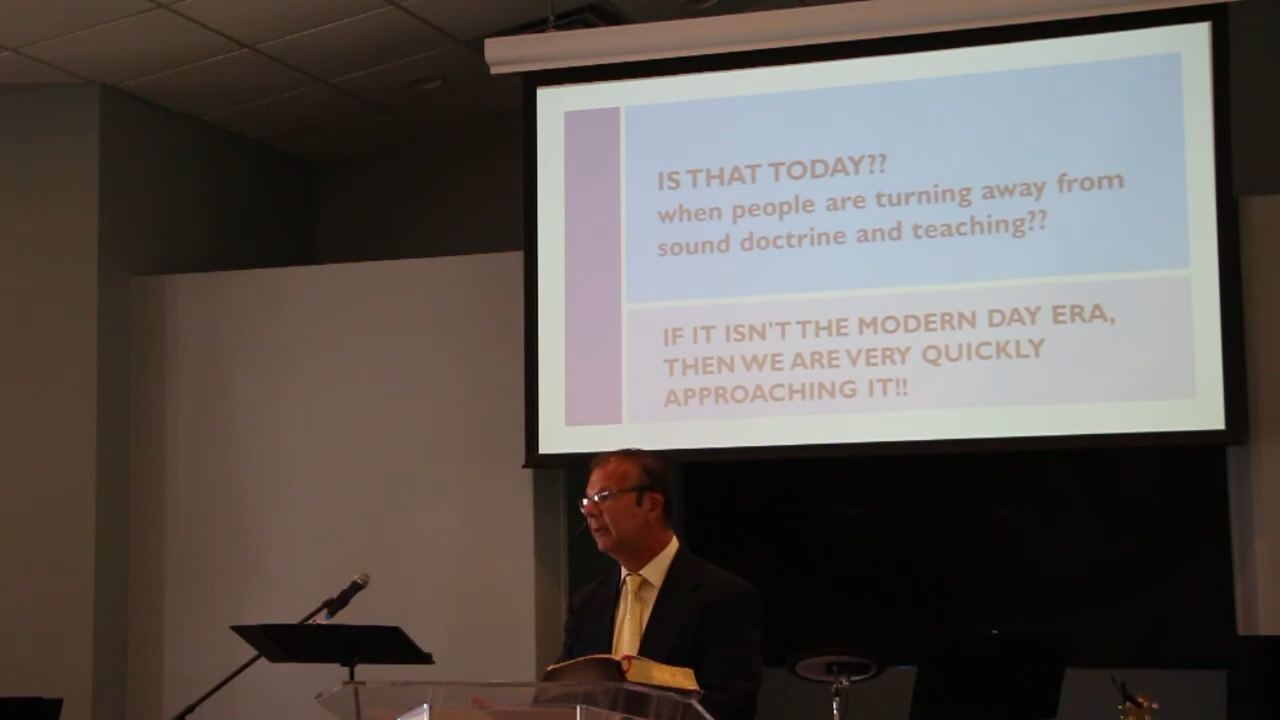 IS THAT TODAY??
when people are turning away from
sound doctrine and teaching??
IF IT ISN'T THE MODERN DAY ERA,
THEN WE ARE VERY QUICKLY
APPROACHING IT!!